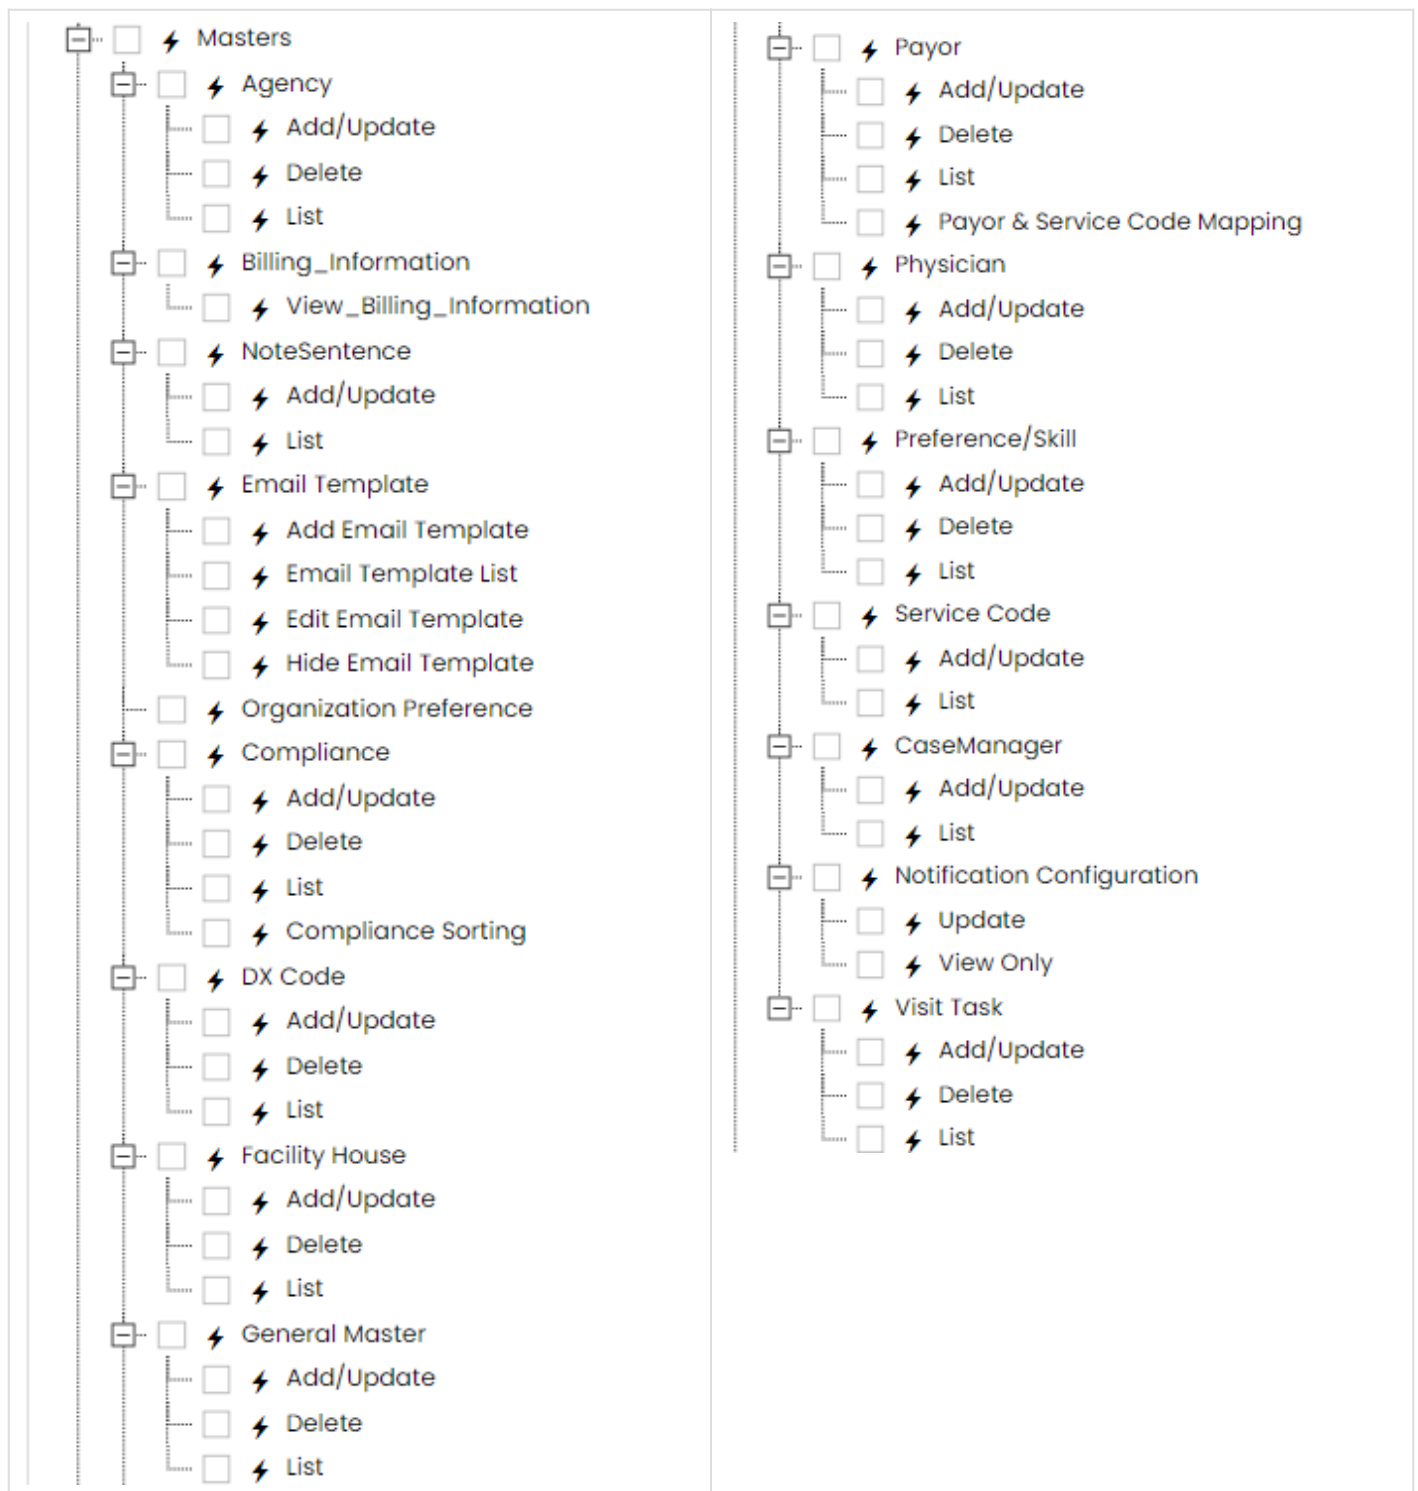 Masters
Agency
Add/Update
Delete
List
Billing_Information
View_Billing_Information
NoteSentence
Add/Update
List
Email Template
Add Email Template
Email Template List
Edit Email Template
Hide Email Template
Organization Preference
Compliance
Add/Update
Delete
List
Compliance Sorting
DX Code
Add/Update
Delete
List
Facility House
Add/Update
Delete
List
General Master
Add/Update
Delete
List
Payor
Add/Update
Delete
List
Payor & Service Code Mapping
Physician
Add/Update
Delete
List
Preference/Skill
Add/Update
Delete
List
Service Code
Add/Update
List
CaseManager
Add/Update
List
Notification Configuration
Update
View Only
Visit Task
Add/Update
Delete
List